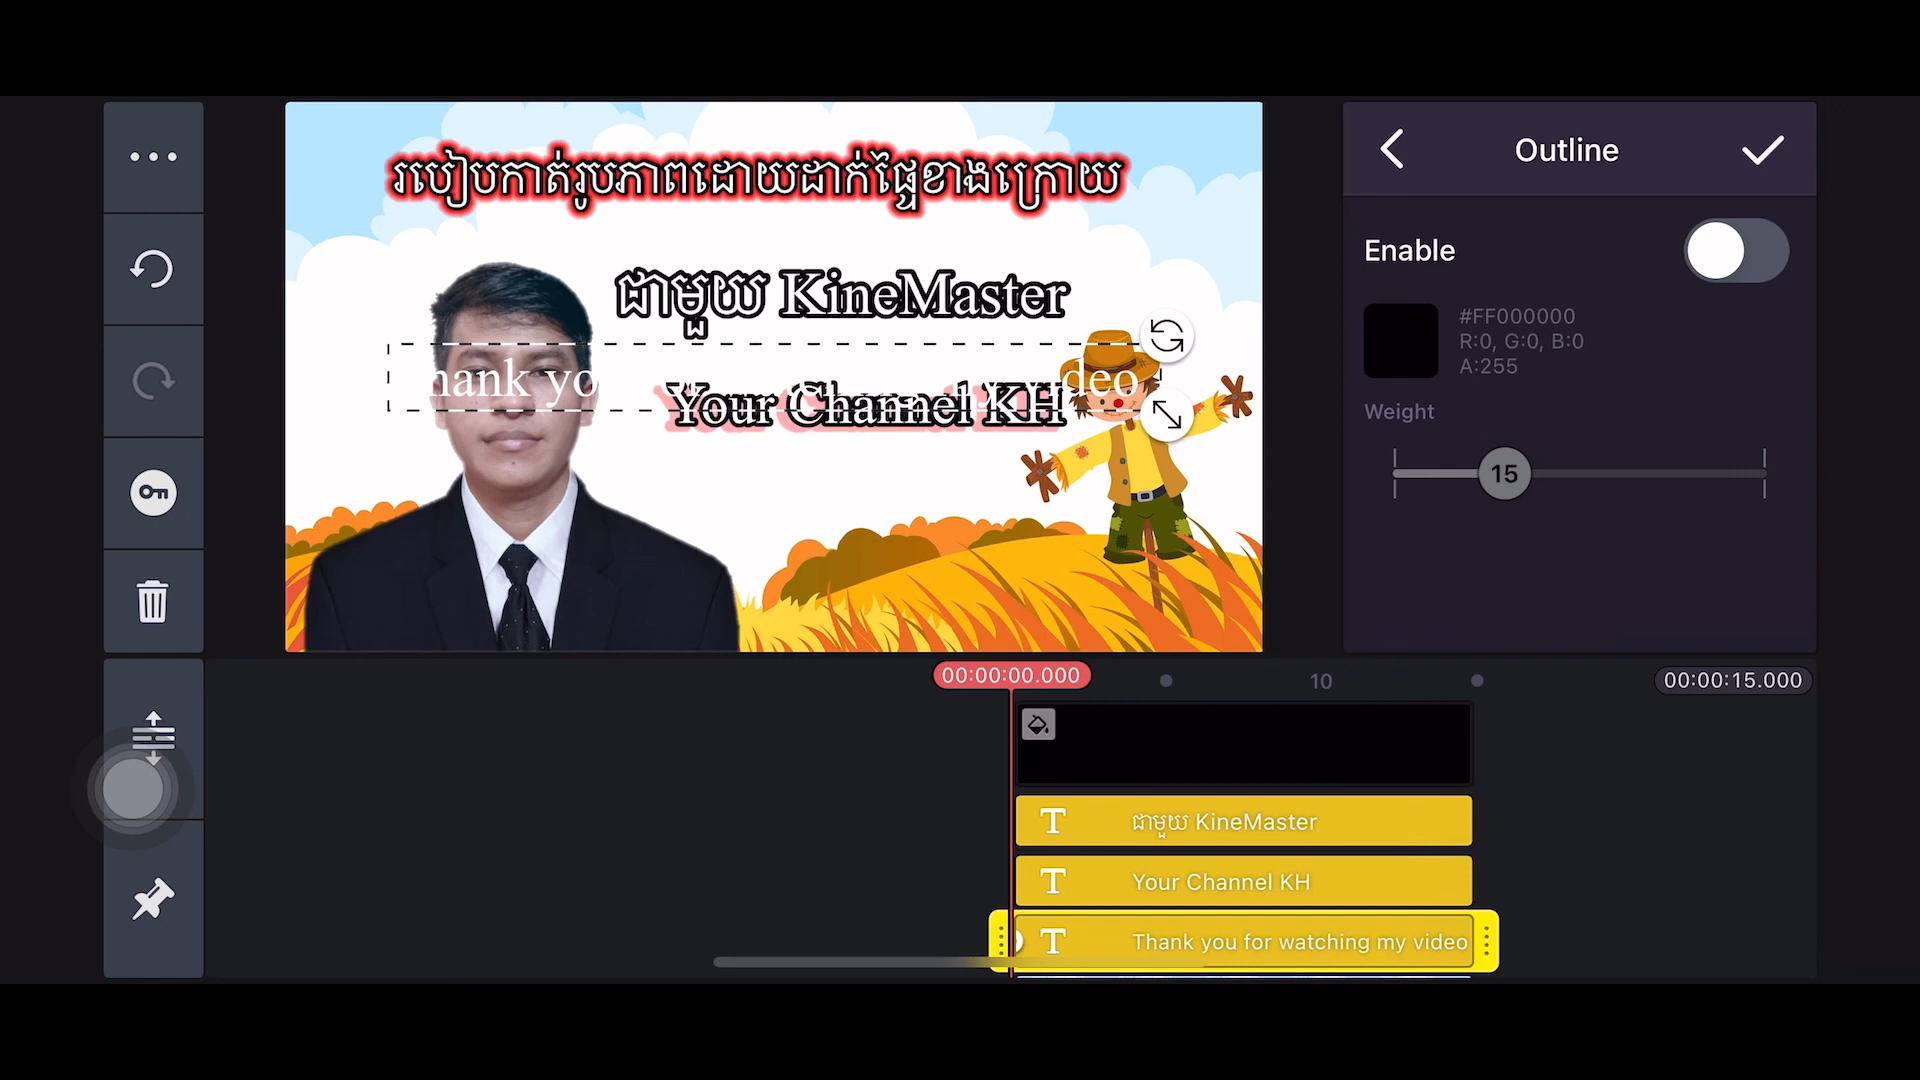 របៀបកាត់រូបភាពដោយដាក់ផ្ទៃខាងក្រោយ
ជាមួយ KineMaster
hank yo
deo
Your Channel KH
Outline
Enable
#FF000000
R:0, G:0, B:0
A:255
Weight
15
00:00:00.000
10
00:00:15.000
ជាមួយ KineMaster
Your Channel KH
Thank you for watching my video